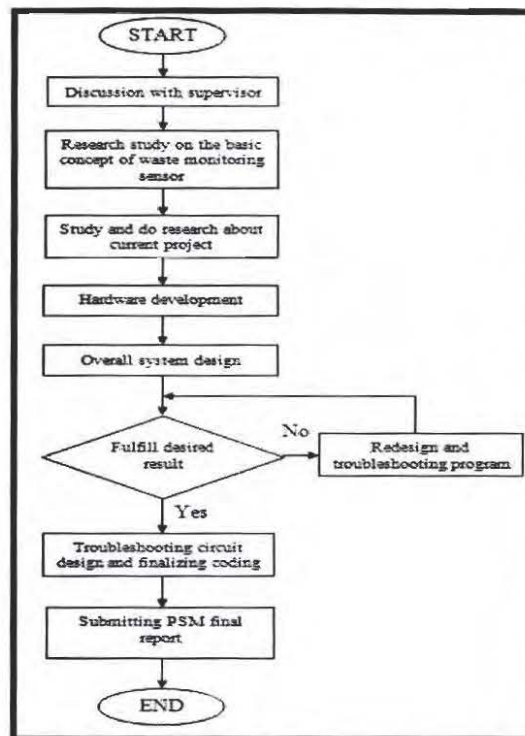 START
Discussion with supervisor
Research study on the basic
concept of waste monitoring
sensor
Study and do research about
current project
Hardware development
Overall system design
Fulfill desired
result
No
Redesign and
troubleshooting program
Yes
Troubleshooting circuit
design and finalizing coding
Submitting PSM final
report
END